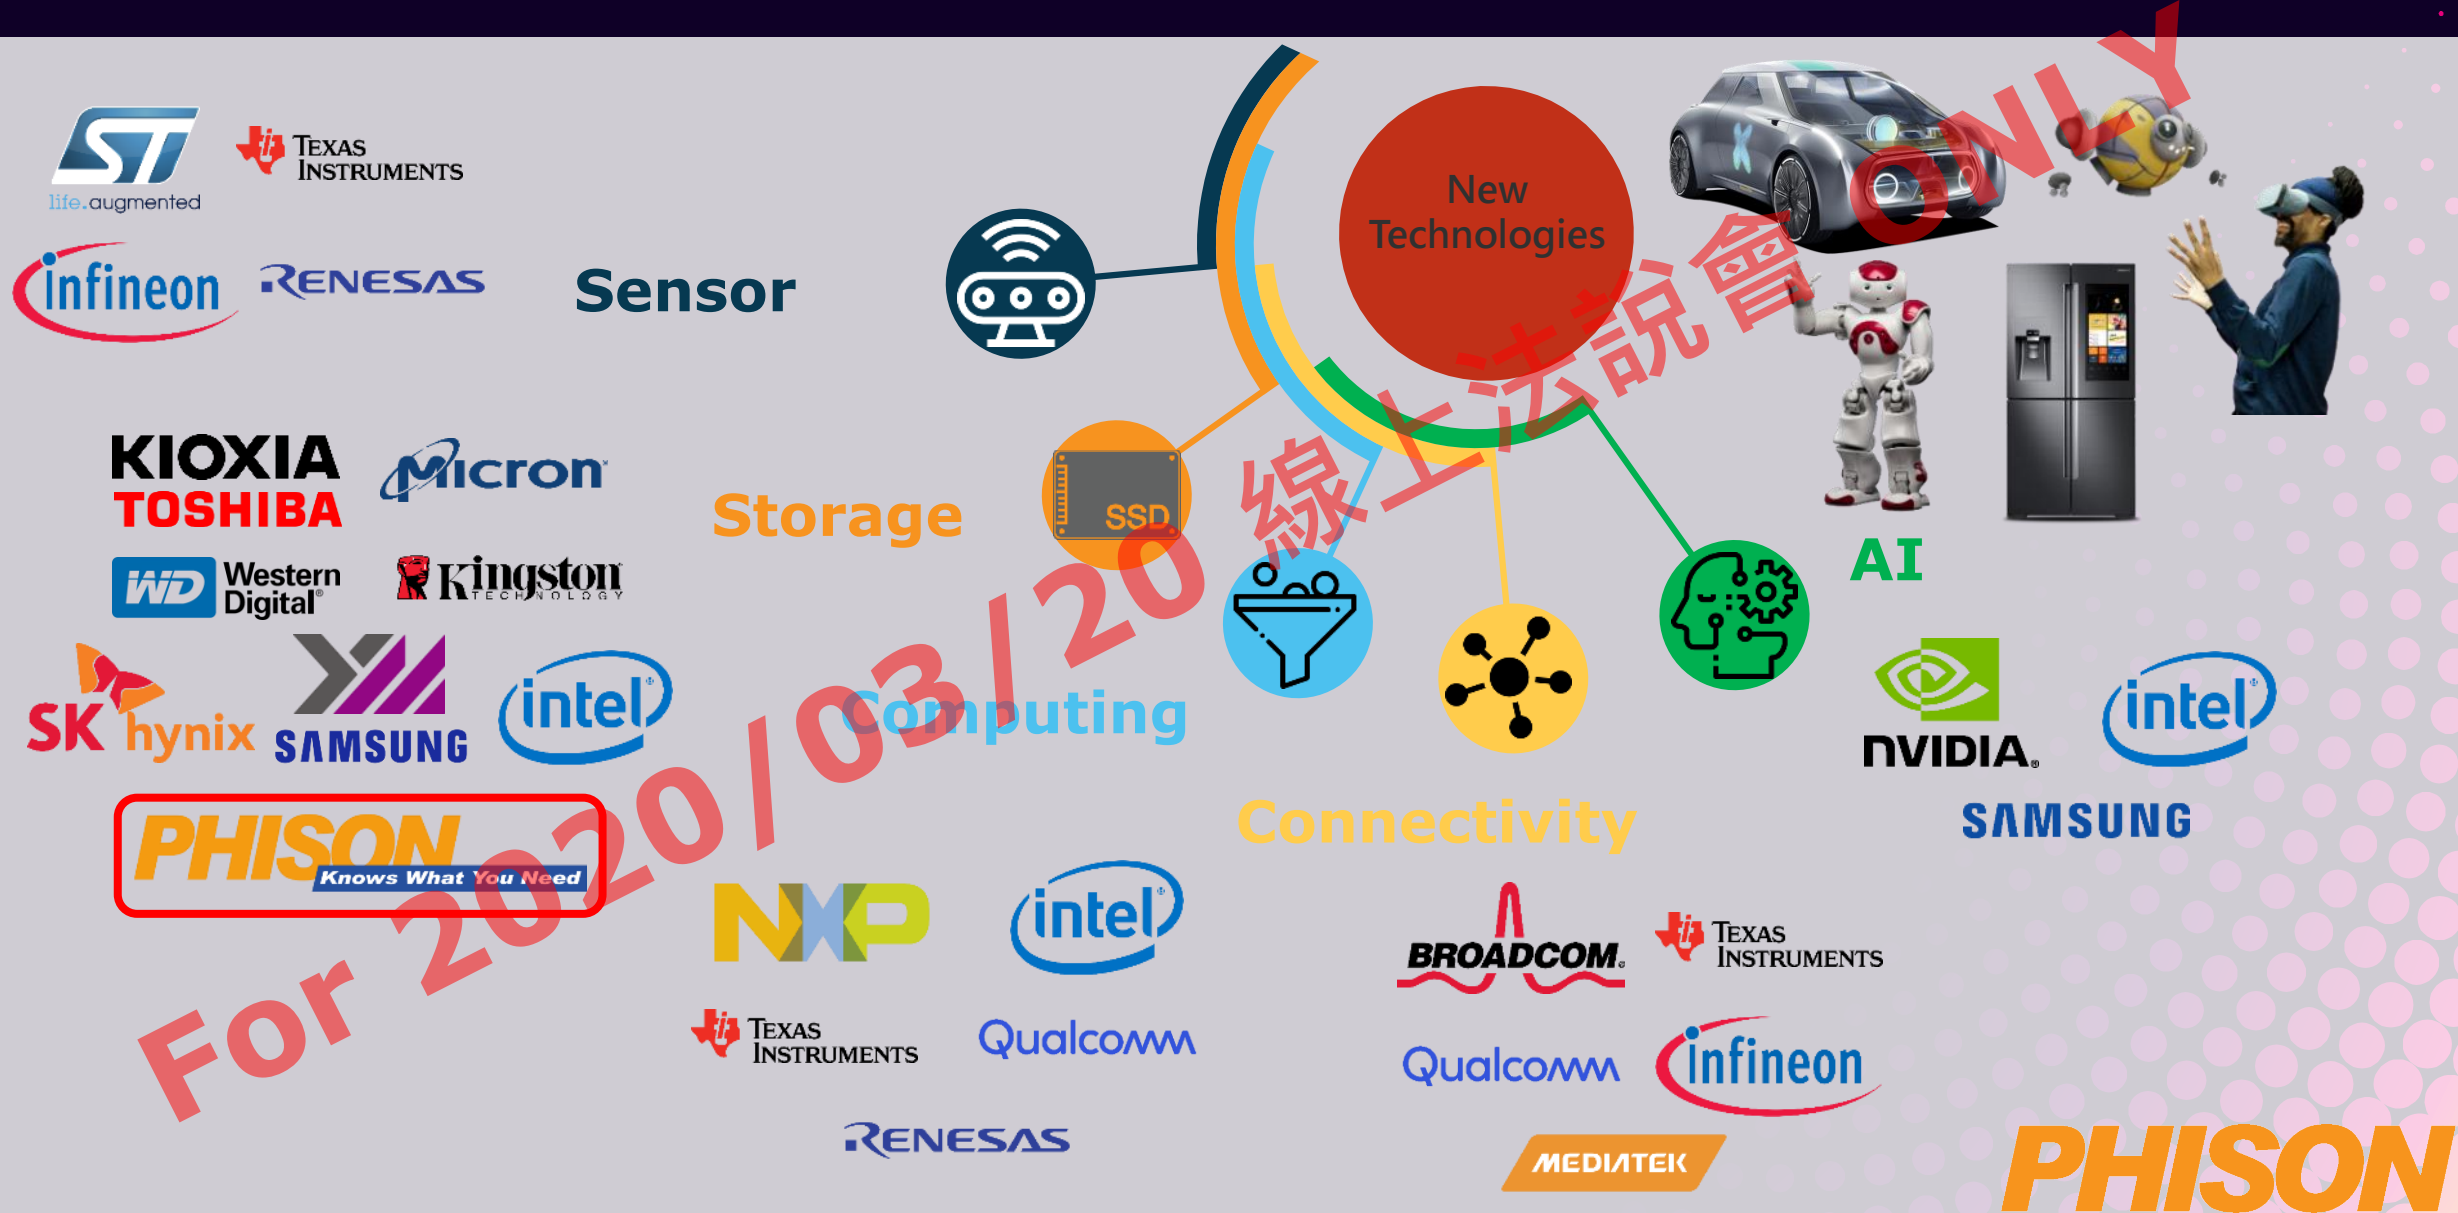 New
Technologies
ST
life.augmented
TEXAS
INSTRUMENTS
infineon
RENESAS
Sensor
KIOXIA
TOSHIBA
Micron
WD Western
Digital®
Kingston
TECHNOLOGY
SK hynix
YM
SAMSUNG
intel®
PHISON
Knows What You Need
Storage
SSD
Computing
NXP
intel®
TEXAS
INSTRUMENTS
Qualcomm
RENESAS
Connectivity
BROADCOM®
TEXAS
INSTRUMENTS
Qualcomm
infineon
MEDIATEK
AI
NVIDIA®
intel®
SAMSUNG
For 2020/03/20 線上法說會 ONLY
PHISON